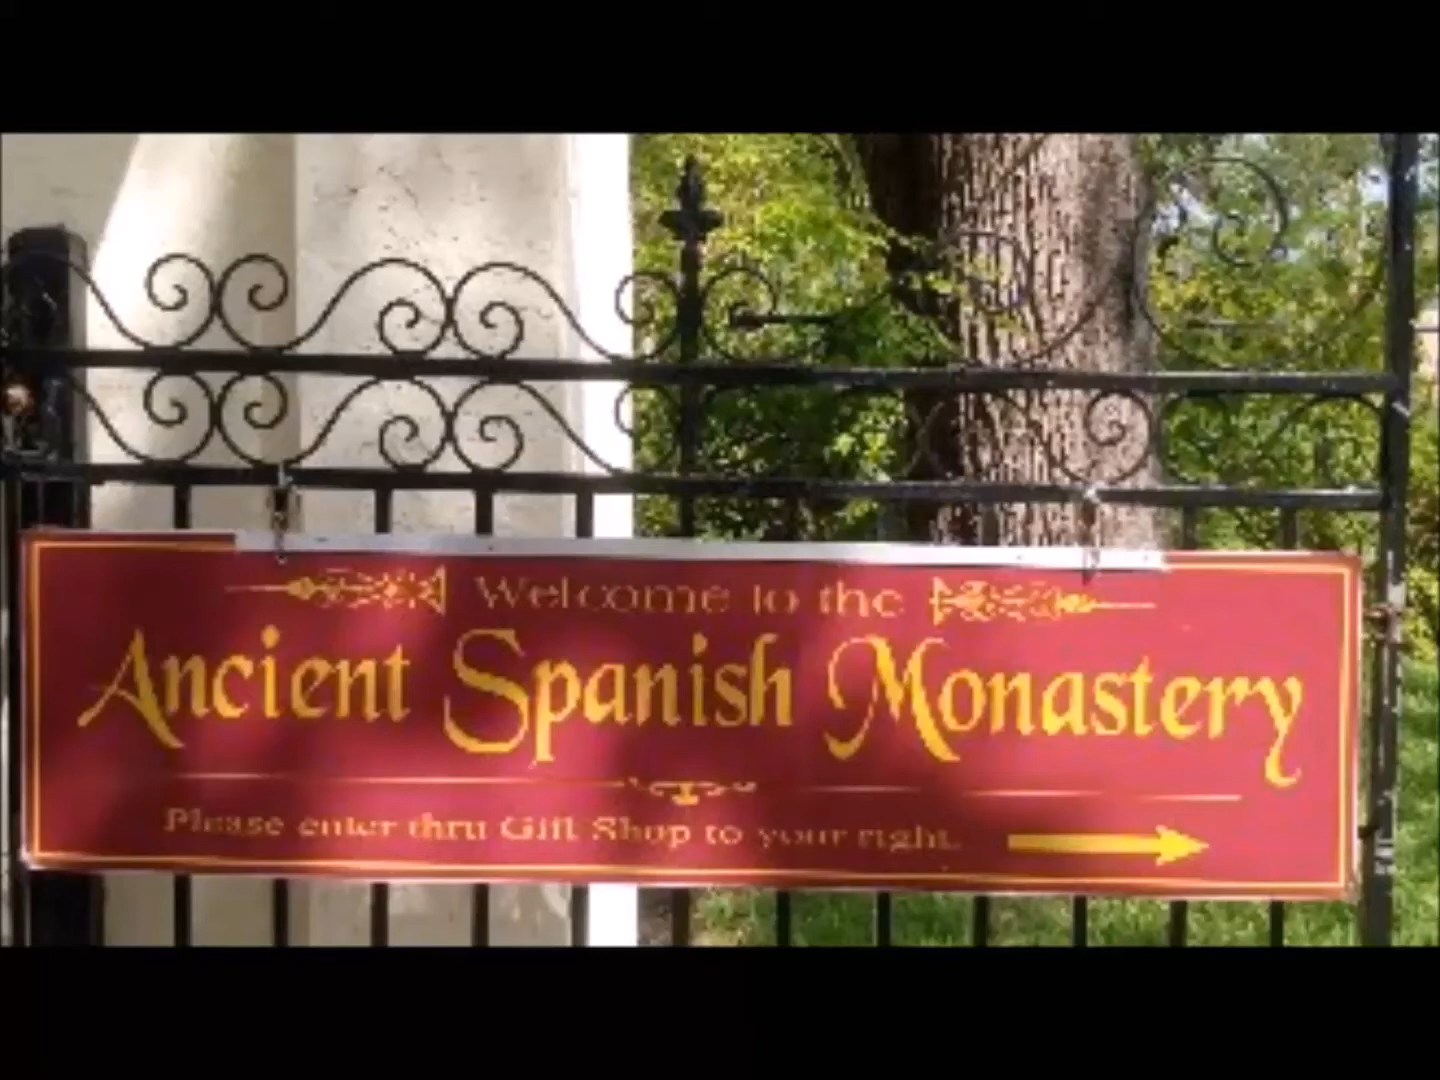 Welcome to the
Ancient Spanish Monastery
Please enter thru Gift Shop to your right.